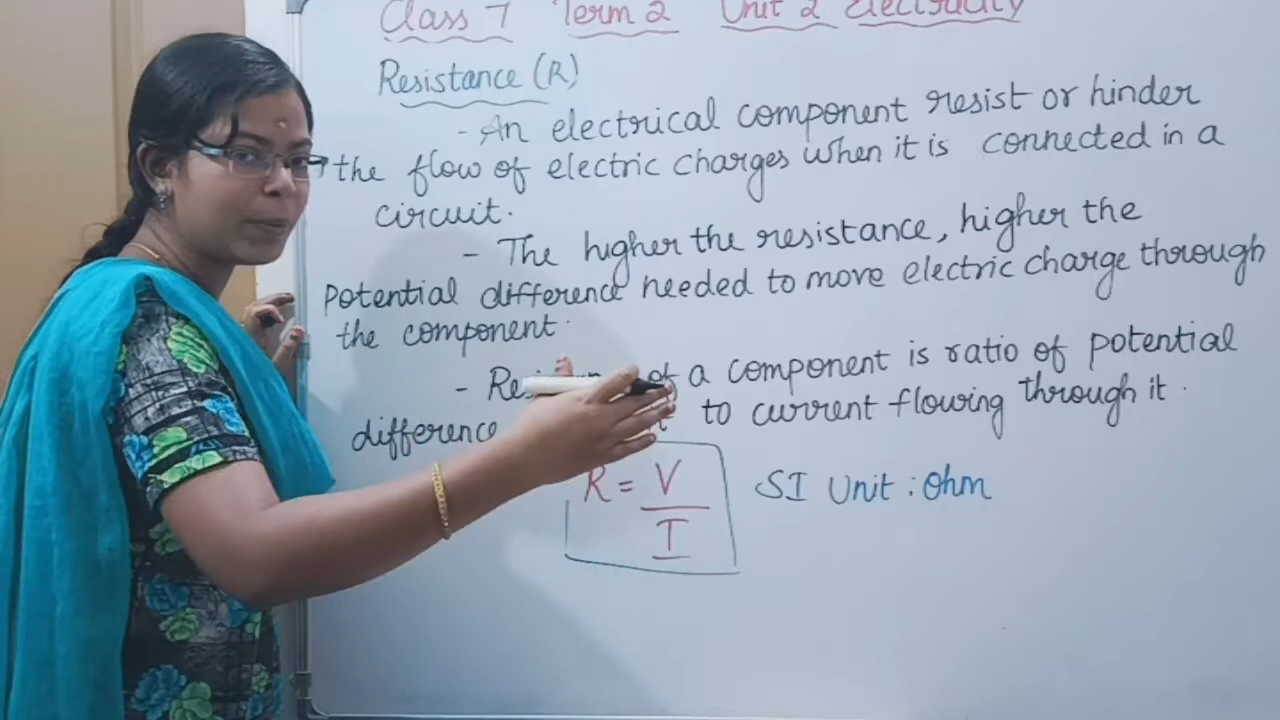 Class 7 Term 2 Unit 2 Electricity
Resistance (R)
- An electrical component resist or hinder
the flow of electric charges when it is connected in a
circuit.
- The higher the resistance, higher the
Potential difference needed to move electric charge through
the component.
- of a component is ratio of potential
difference to current flowing through it.
R = V
I
SI Unit : Ohm